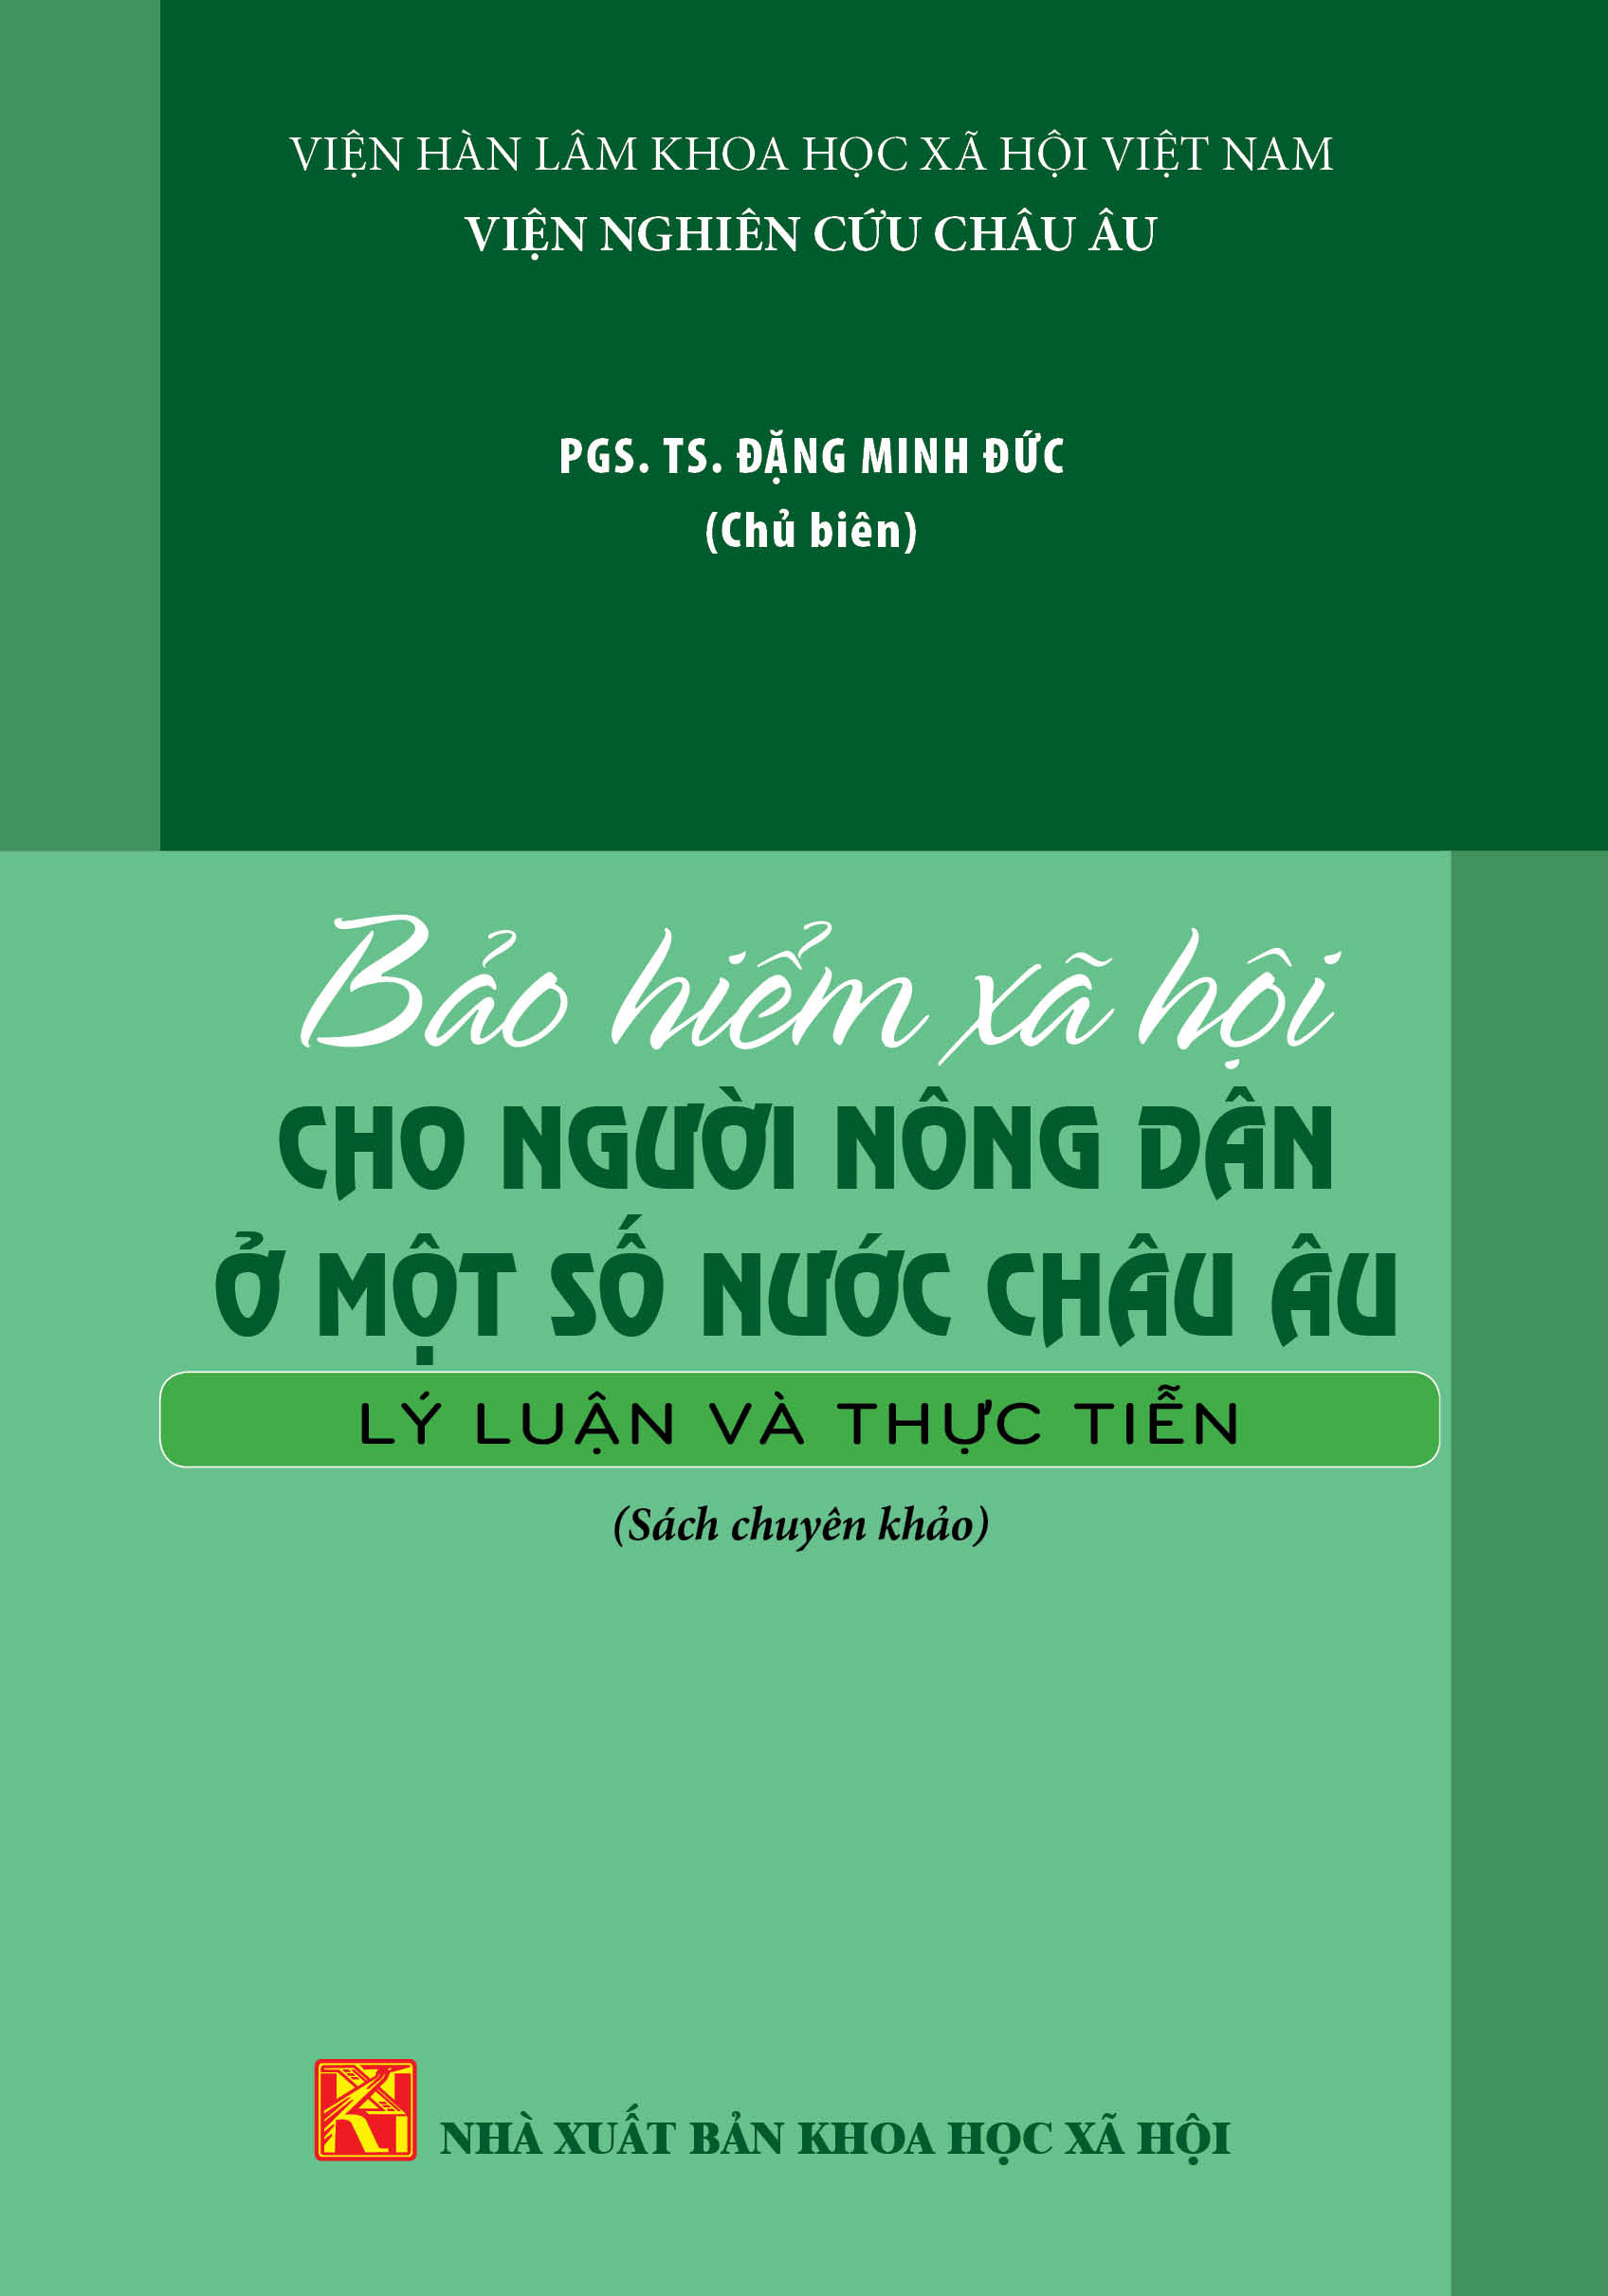 VIỆN HÀN LÂM KHOA HỌC XÃ HỘI VIỆT NAM
VIỆN NGHIÊN CỨU CHÂU ÂU
PGS. TS. ĐẶNG MINH ĐỨC
(Chủ biên)
Bảo hiểm xã hội
CHO NGƯỜI NÔNG DÂN
Ở MỘT SỐ NƯỚC CHÂU ÂU
LÝ LUẬN VÀ THỰC TIỄN
(Sách chuyên khảo)
NHÀ XUẤT BẢN KHOA HỌC XÃ HỘI